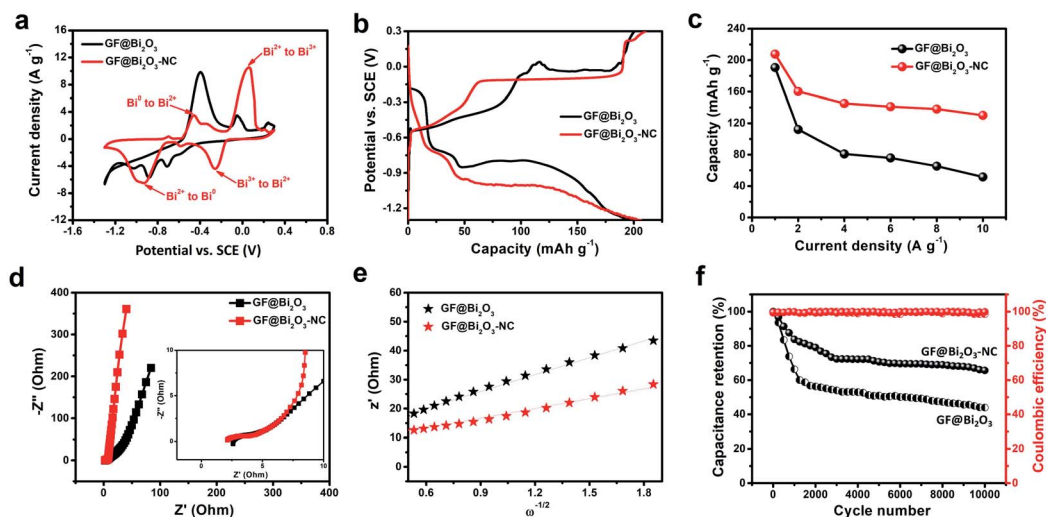 a
GF@Bi₂O₃
GF@Bi₂O₃-NC
Bi²⁺ to Bi³⁺
Bi⁰ to Bi²⁺
Bi³⁺ to Bi²⁺
Bi²⁺ to Bi⁰
Current density (A g⁻¹)
16
12
8
4
0
-4
-8
-12
-1.6
-1.2
-0.8
-0.4
0.0
0.4
Potential vs. SCE (V)
b
GF@Bi₂O₃
GF@Bi₂O₃-NC
Potential vs. SCE (V)
0.3
0.0
-0.3
-0.6
-0.9
-1.2
0
50
100
150
200
Capacity (mAh g⁻¹)
c
GF@Bi₂O₃
GF@Bi₂O₃-NC
Capacity (mAh g⁻¹)
240
200
160
120
80
40
0
0
2
4
6
8
10
Current density (A g⁻¹)
d
GF@Bi₂O₃
GF@Bi₂O₃-NC
-Z'' (Ohm)
400
300
200
100
0
0
100
200
300
400
Z' (Ohm)
-Z'' (Ohm)
10
5
0
0
5
10
Z' (Ohm)
e
GF@Bi₂O₃
GF@Bi₂O₃-NC
z' (Ohm)
60
40
20
0
0.6
0.9
1.2
1.5
1.8
ω⁻¹/²
f
GF@Bi₂O₃-NC
GF@Bi₂O₃
Capacitance retention (%)
100
80
60
40
20
0
Coulombic efficiency (%)
100
80
60
40
20
0
0
2000
4000
6000
8000
10000
Cycle number